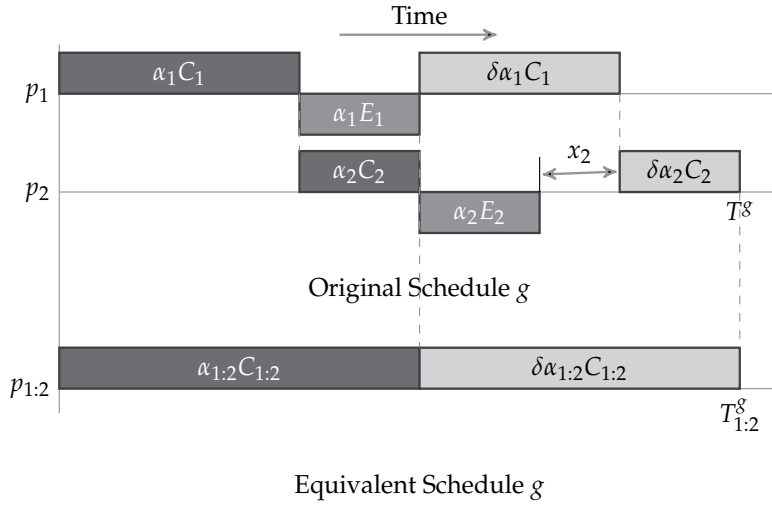 Time
α₁C₁
δα₁C₁
p₁
α₁E₁
α₂C₂
x₂
δα₂C₂
p₂
α₂E₂
T^g
Original Schedule g
α₁:₂C₁:₂
δα₁:₂C₁:₂
p₁:₂
T^g_1:2
Equivalent Schedule g